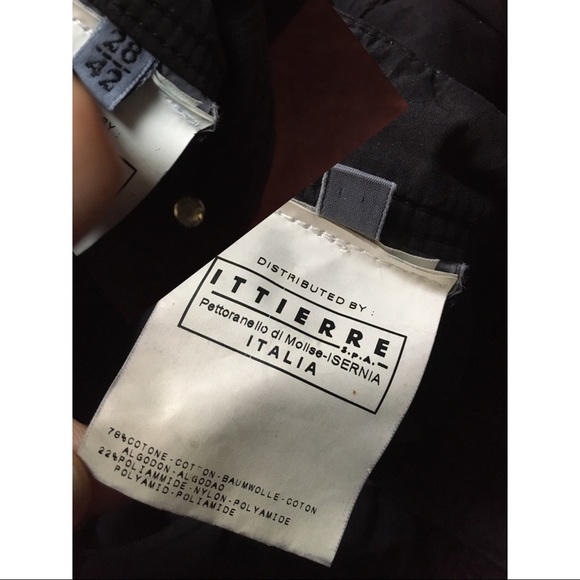 28
42
BY :
DISTRIBUTED BY :
ITTIERRE
S.p.A.
Pettoranello di Molise-ISERNIA
ITALIA
78%COTONE-COTTON-BAUMWOLLE-COTON
ALGODON-ALGODAO
22%POLIAMMIDE-NYLON-POLYAMIDE
POLYAMID-POLIAMIDE